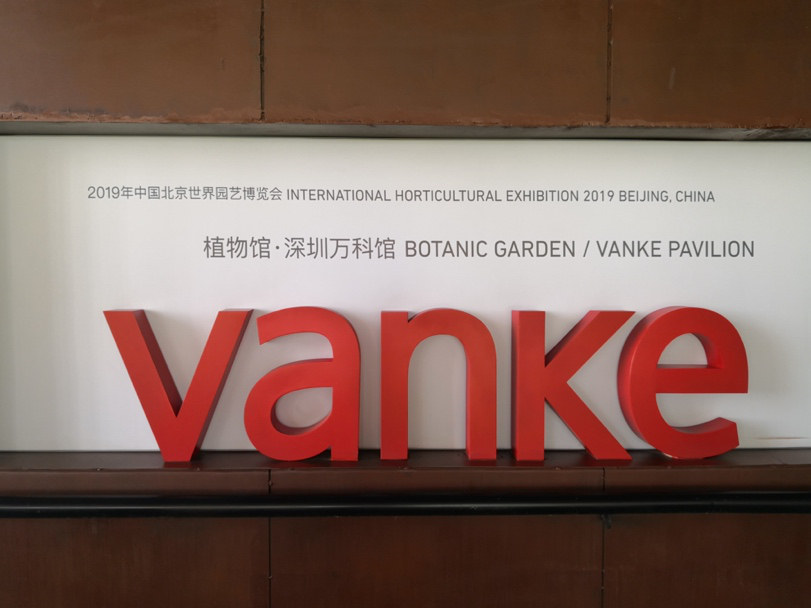 2019年中国北京世界园艺博览会 INTERNATIONAL HORTICULTURAL EXHIBITION 2019 BEIJING, CHINA
植物馆·深圳万科馆 BOTANIC GARDEN / VANKE PAVILION
vanke